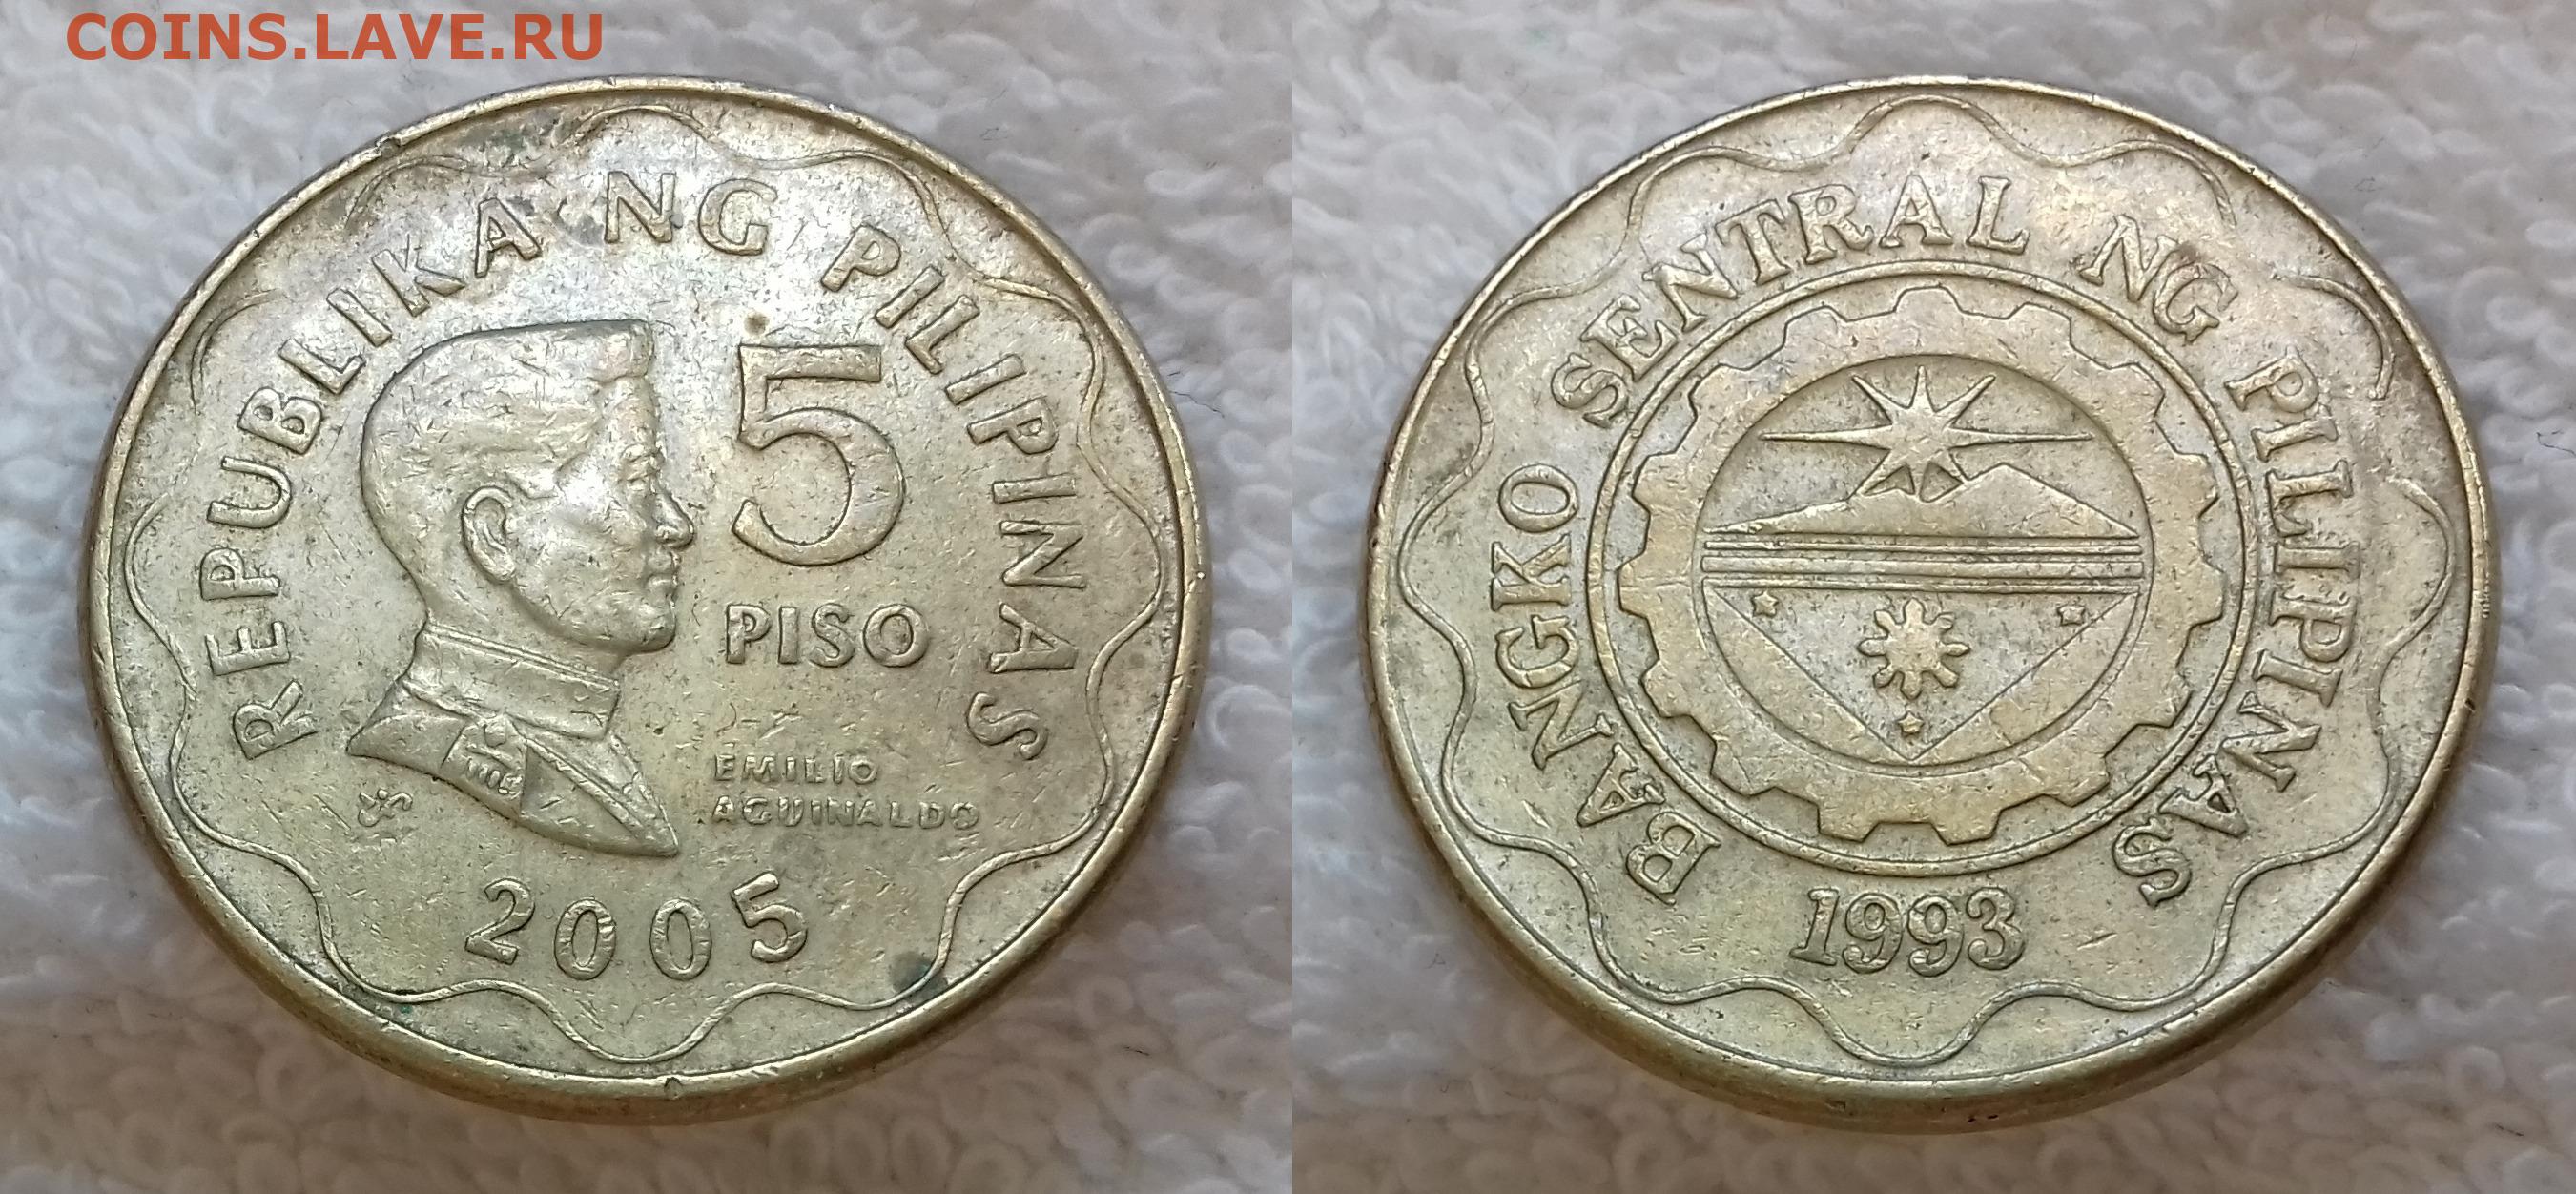 COINS.LAVE.RU
REPUBLIKA NG PILIPINAS
5
PISO
EMILIO
AGUINALDO
2005
BANGKO SENTRAL NG PILIPINAS
1993